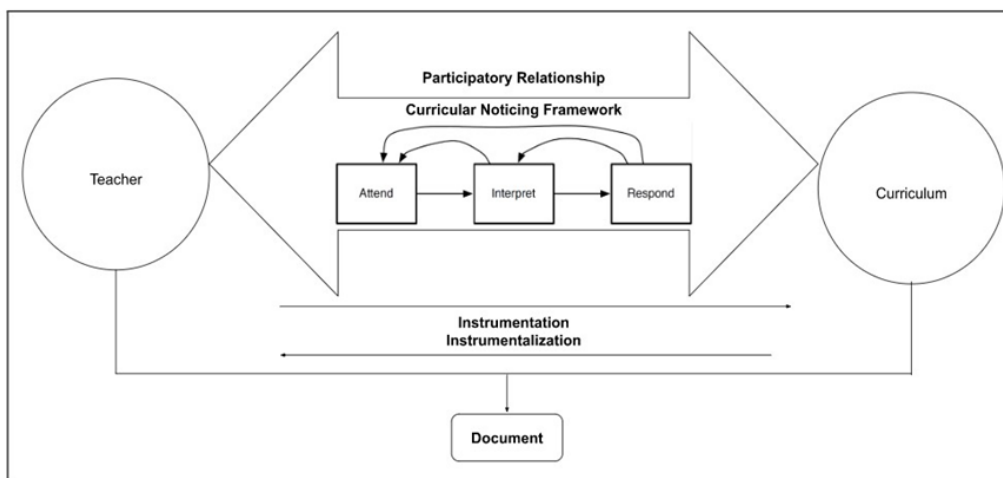 Participatory Relationship
Curricular Noticing Framework
Teacher
Attend
Interpret
Respond
Curriculum
Instrumentation
Instrumentalization
Document